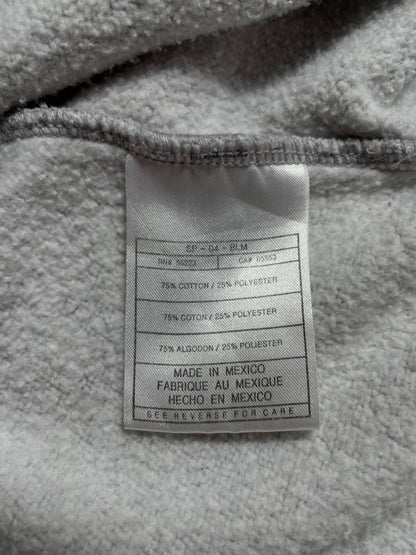 SP - 04 - BLM
RN# 56323 CA# 05553
75% COTTON / 25% POLYESTER
75% COTON / 25% POLYESTER
75% ALGODON / 25% POLIESTER
MADE IN MEXICO
FABRIQUE AU MEXIQUE
HECHO EN MEXICO
SEE REVERSE FOR CARE